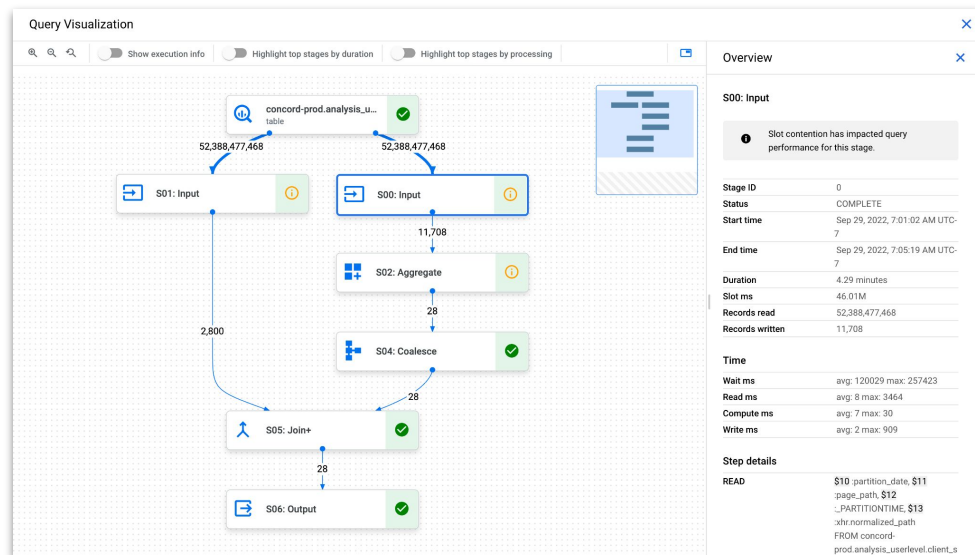 Query Visualization
Show execution info
Highlight top stages by duration
Highlight top stages by processing
concord-prod.analysis_u...
table
52,388,477,468
52,388,477,468
S01: Input
S00: Input
11,708
S02: Aggregate
28
2,800
S04: Coalesce
28
S05: Join+
28
S06: Output
Overview
S00: Input
Slot contention has impacted query
performance for this stage.
Stage ID 0
Status COMPLETE
Start time Sep 29, 2022, 7:01:02 AM UTC-
7
End time Sep 29, 2022, 7:05:19 AM UTC-
7
Duration 4.29 minutes
Slot ms 46.01M
Records read 52,388,477,468
Records written 11,708
Time
Wait ms avg: 120029 max: 257423
Read ms avg: 8 max: 3464
Compute ms avg: 7 max: 30
Write ms avg: 2 max: 909
Step details
READ $10 :partition_date, $11
:page_path, $12
:_PARTITIONTIME, $13
:xhr.normalized_path
FROM concord-
prod.analysis_userlevel.client_s